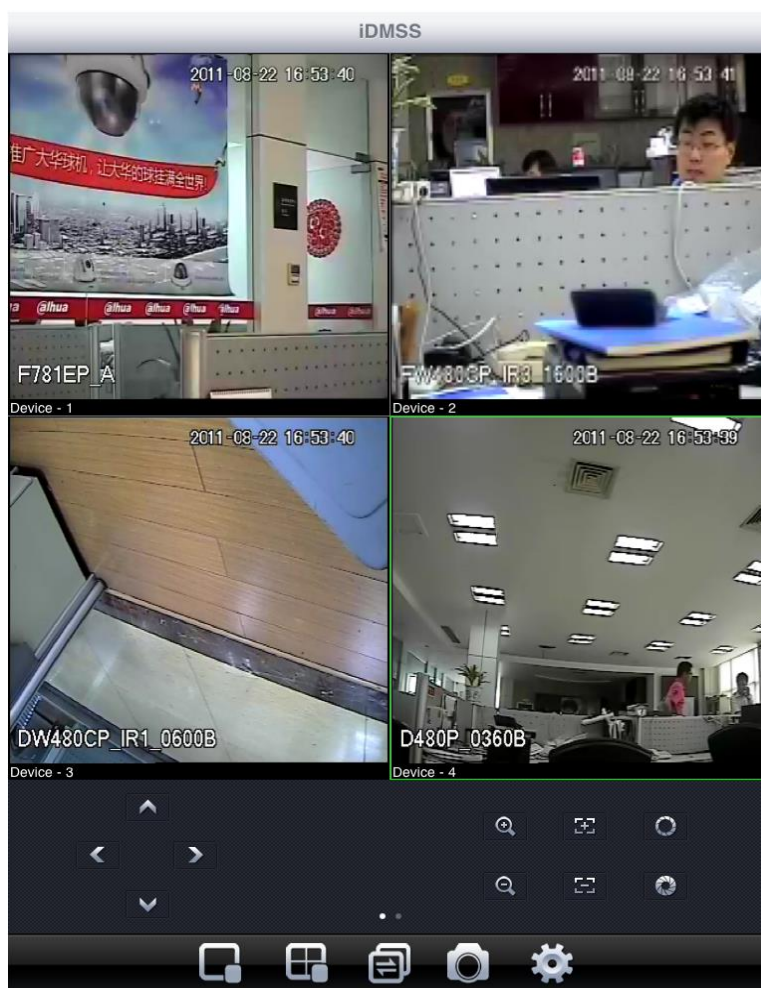 iDMSS
2011-08-22 16:53:40
推广大华球机，让大华的球挂满全世界
a alhua alhua alhua alhua alhua alhua
F781EP_A
Device - 1
2011-08-22 16:53:41
FW480CP_IR3_1600B
Device - 2
2011-08-22 16:53:40
DW480CP_IR1_0600B
Device - 3
2011-08-22 16:53:39
D480P_0360B
Device - 4